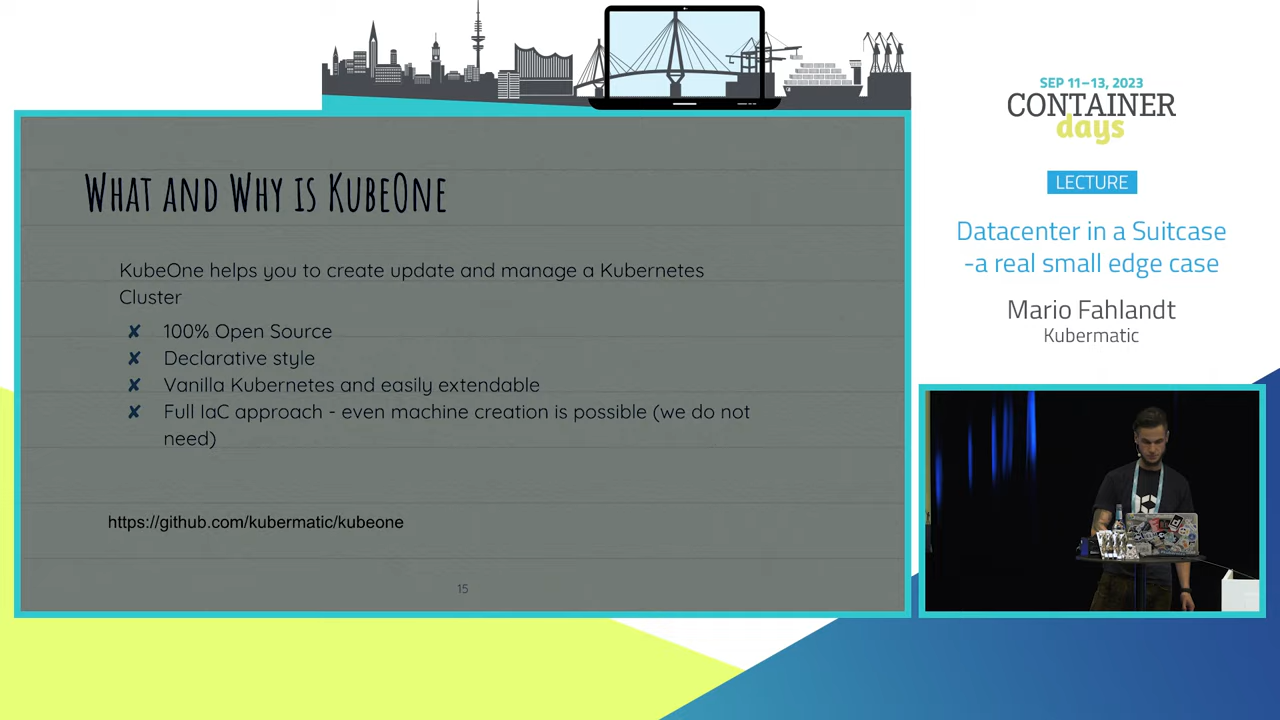 SEP 11–13, 2023
CONTAINER
days
LECTURE
Datacenter in a Suitcase
-a real small edge case
Mario Fahlandt
Kubermatic
What and Why is KubeOne
KubeOne helps you to create update and manage a Kubernetes
Cluster
✘ 100% Open Source
✘ Declarative style
✘ Vanilla Kubernetes and easily extendable
✘ Full IaC approach - even machine creation is possible (we do not
need)
https://github.com/kubermatic/kubeone
15